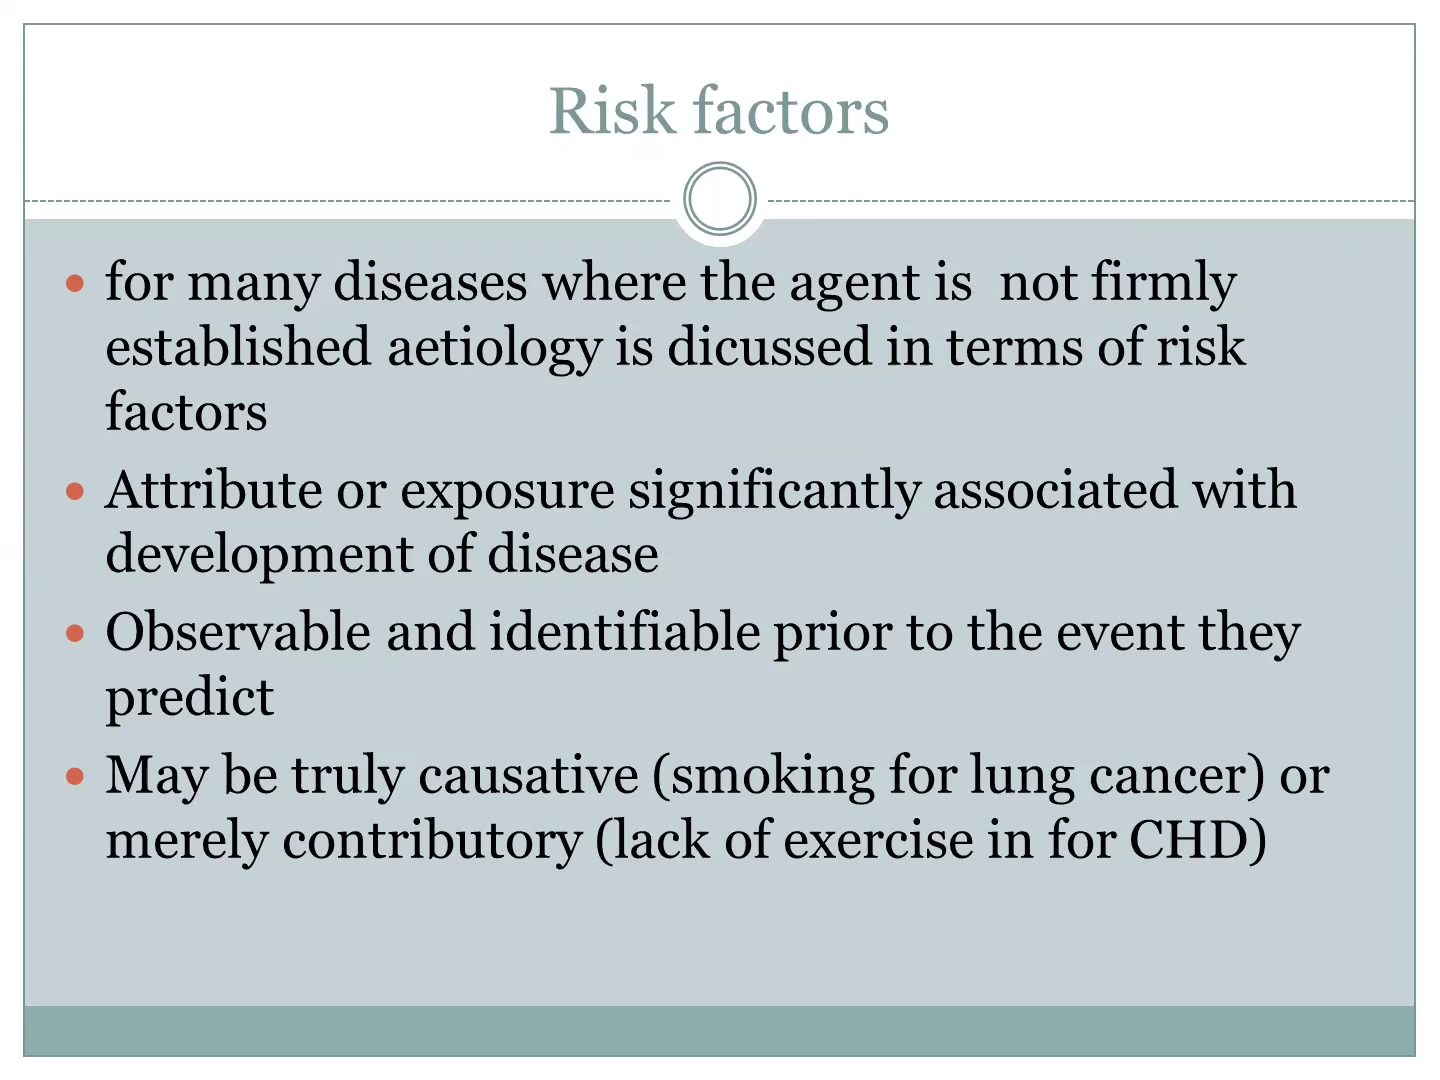 Risk factors
• for many diseases where the agent is  not firmly
established aetiology is dicussed in terms of risk
factors
• Attribute or exposure significantly associated with
development of disease
• Observable and identifiable prior to the event they
predict
• May be truly causative (smoking for lung cancer) or
merely contributory (lack of exercise in for CHD)